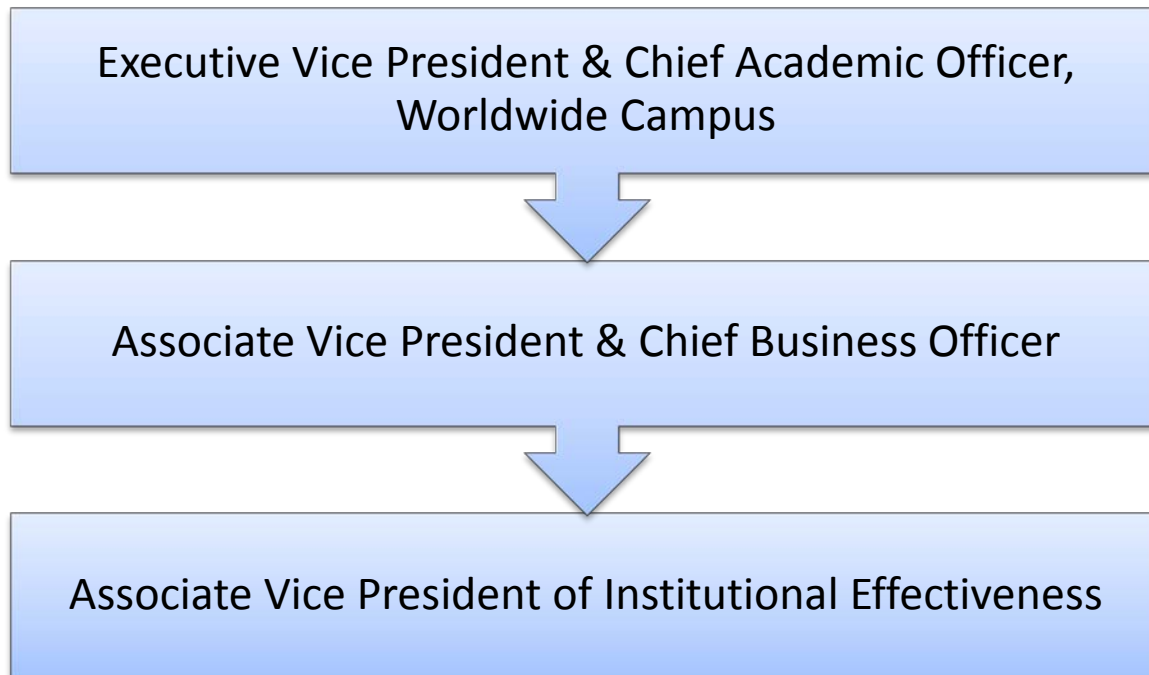 Executive Vice President & Chief Academic Officer,
Worldwide Campus
Associate Vice President & Chief Business Officer
Associate Vice President of Institutional Effectiveness